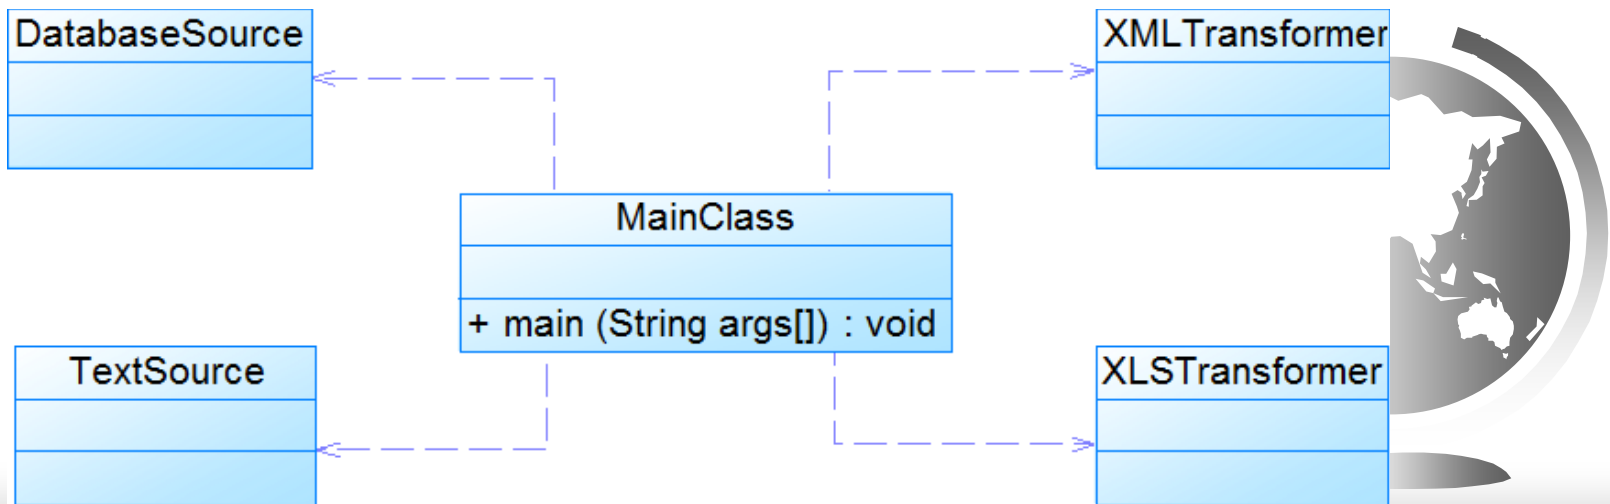 DatabaseSource
XMLTransformer
MainClass
+ main (String args[]) : void
TextSource
XLSTransformer